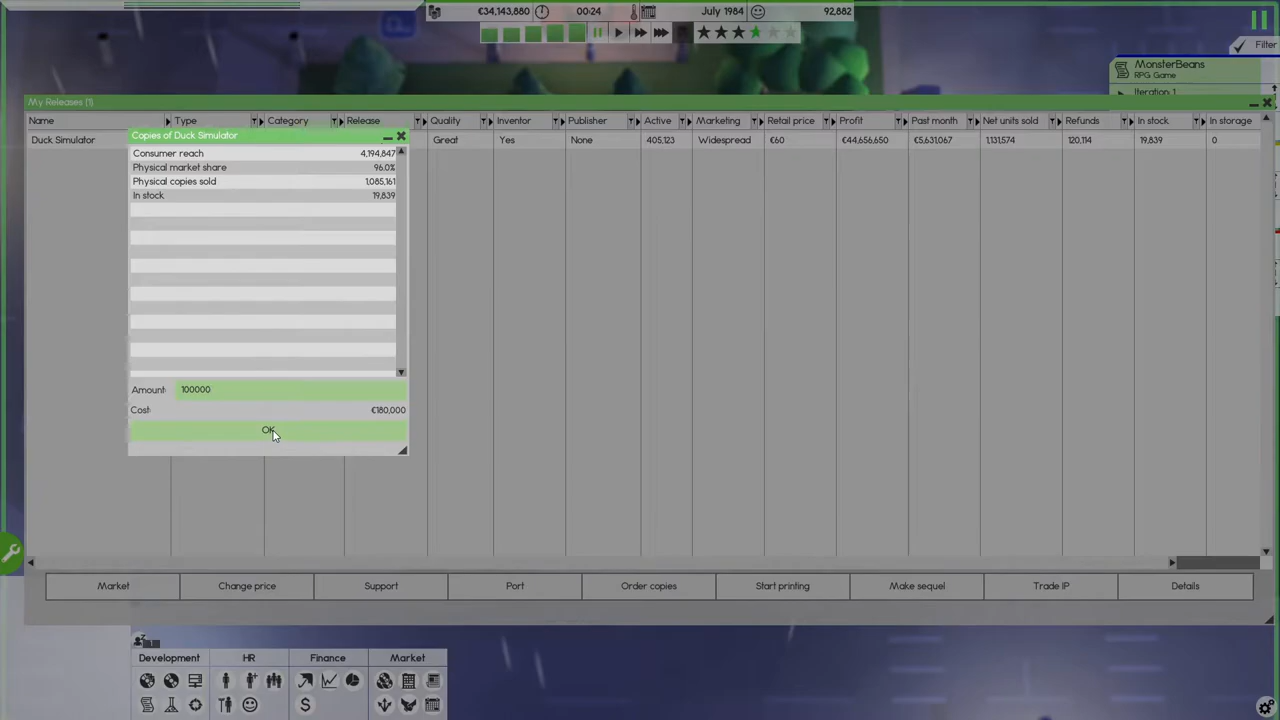 €34,143,880 00:24 July 1984 92,882
Filter
MonsterBeans
RPG Game
Iteration: 1
My Releases (1)
Name Type Category Release Quality Inventor Publisher Active Marketing Retail price Profit Past month Net units sold Refunds In stock In storage
Duck Simulator Great Yes None 405,123 Widespread €60 €44,656,650 €5,631,067 1,131,574 120,114 19,839 0
Copies of Duck Simulator
Consumer reach 4,194,847
Physical market share 96.0%
Physical copies sold 1,085,161
In stock 19,839
Amount: 100000
Cost: €180,000
OK
Market Change price Support Port Order copies Start printing Make sequel Trade IP Details
Development HR Finance Market